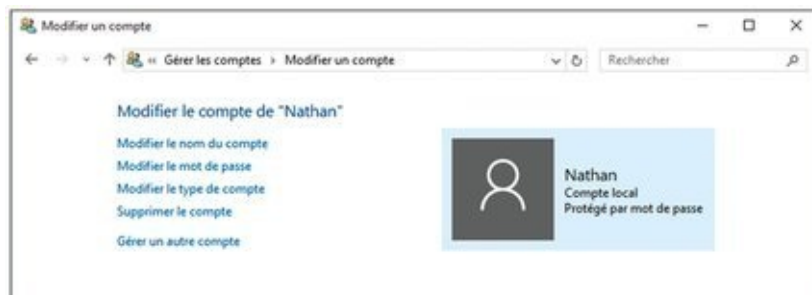 Modifier un compte
« Gérer les comptes › Modifier un compte
Rechercher
Modifier le compte de "Nathan"
Modifier le nom du compte
Modifier le mot de passe
Modifier le type de compte
Supprimer le compte
Gérer un autre compte
Nathan
Compte local
Protégé par mot de passe